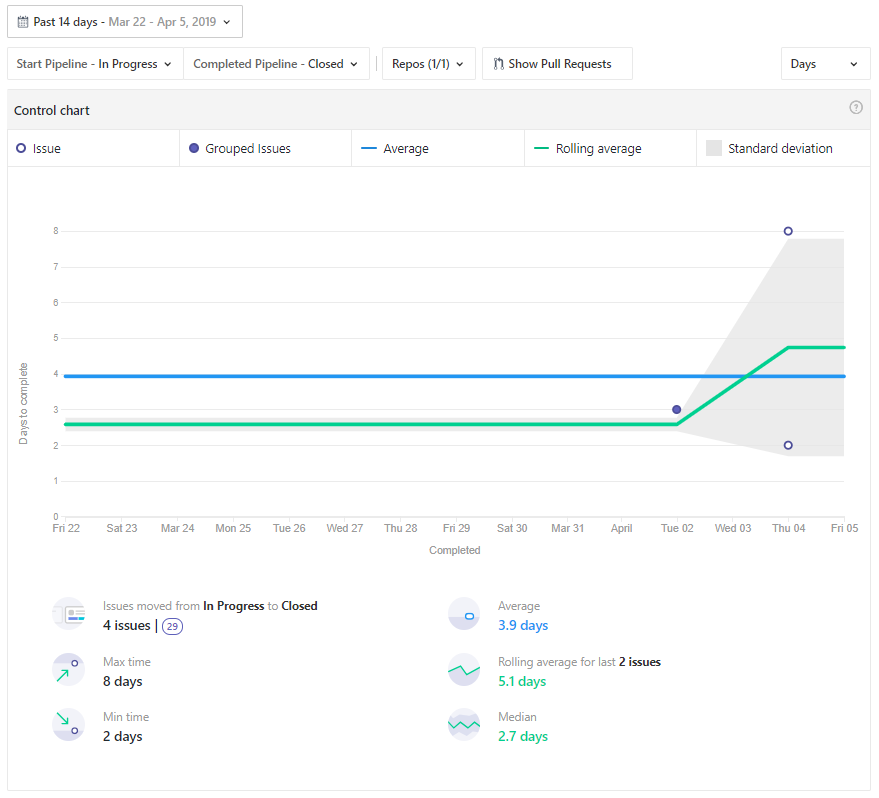 Past 14 days - Mar 22 - Apr 5, 2019
Start Pipeline - In Progress
Completed Pipeline - Closed
Repos (1/1)
Show Pull Requests
Days
Control chart
?
Issue
Grouped Issues
Average
Rolling average
Standard deviation
8
7
6
5
4
3
2
1
0
Days to complete
Fri 22 Sat 23 Mar 24 Mon 25 Tue 26 Wed 27 Thu 28 Fri 29 Sat 30 Mar 31 April Tue 02 Wed 03 Thu 04 Fri 05
Completed
Issues moved from In Progress to Closed
4 issues | 29
Average
3.9 days
Max time
8 days
Rolling average for last 2 issues
5.1 days
Min time
2 days
Median
2.7 days